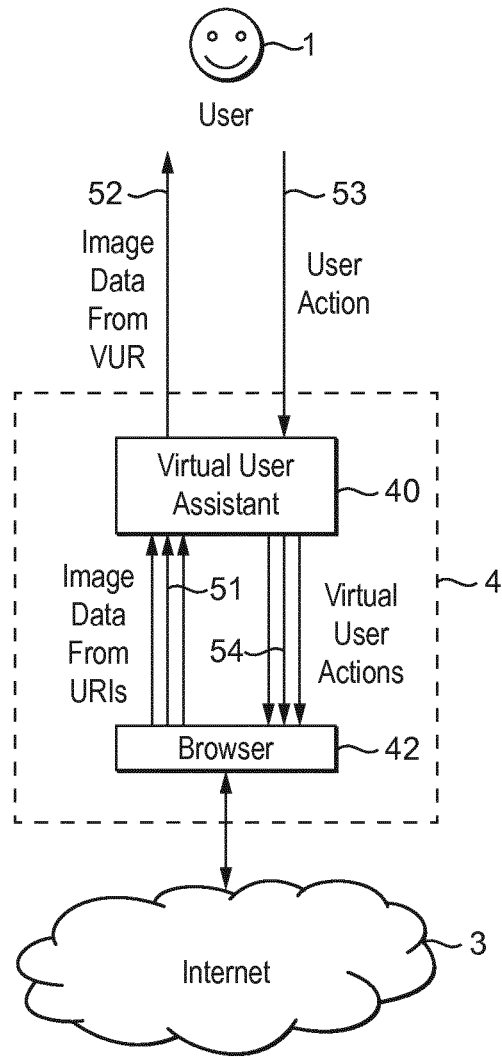 1
User
52
53
Image
Data
From
VUR
User
Action
Virtual User
Assistant
40
Image
Data
From
URIs
51
54
Virtual
User
Actions
4
Browser
42
Internet
3